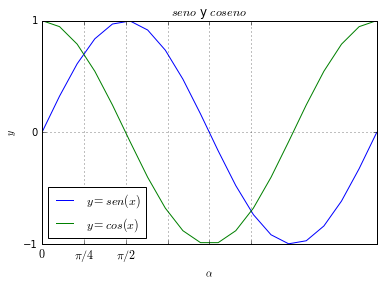 seno y coseno
1
0
−1
y
y = sen(x)
y = cos(x)
0
π/4
π/2
α